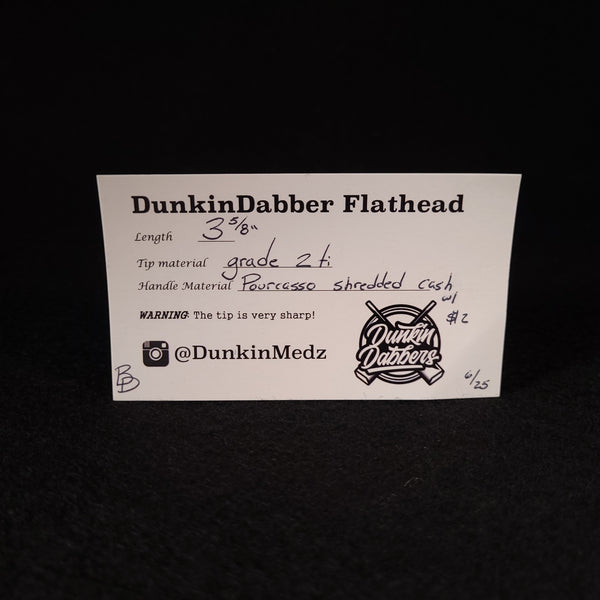 DunkinDabber Flathead
Length 3 5/8"
Tip material grade 2 ti
Handle Material Pourcasso shredded cash
w/ $2
WARNING: The tip is very sharp!
@DunkinMedz
Dunkin
Dabbers
BD
6/25